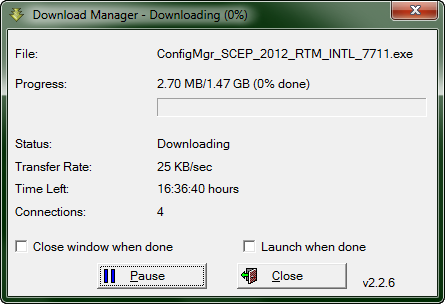 Download Manager - Downloading (0%)
File: ConfigMgr_SCEP_2012_RTM_INTL_7711.exe
Progress: 2.70 MB/1.47 GB (0% done)
Status: Downloading
Transfer Rate: 25 KB/sec
Time Left: 16:36:40 hours
Connections: 4
Close window when done Launch when done
Pause Close v2.2.6